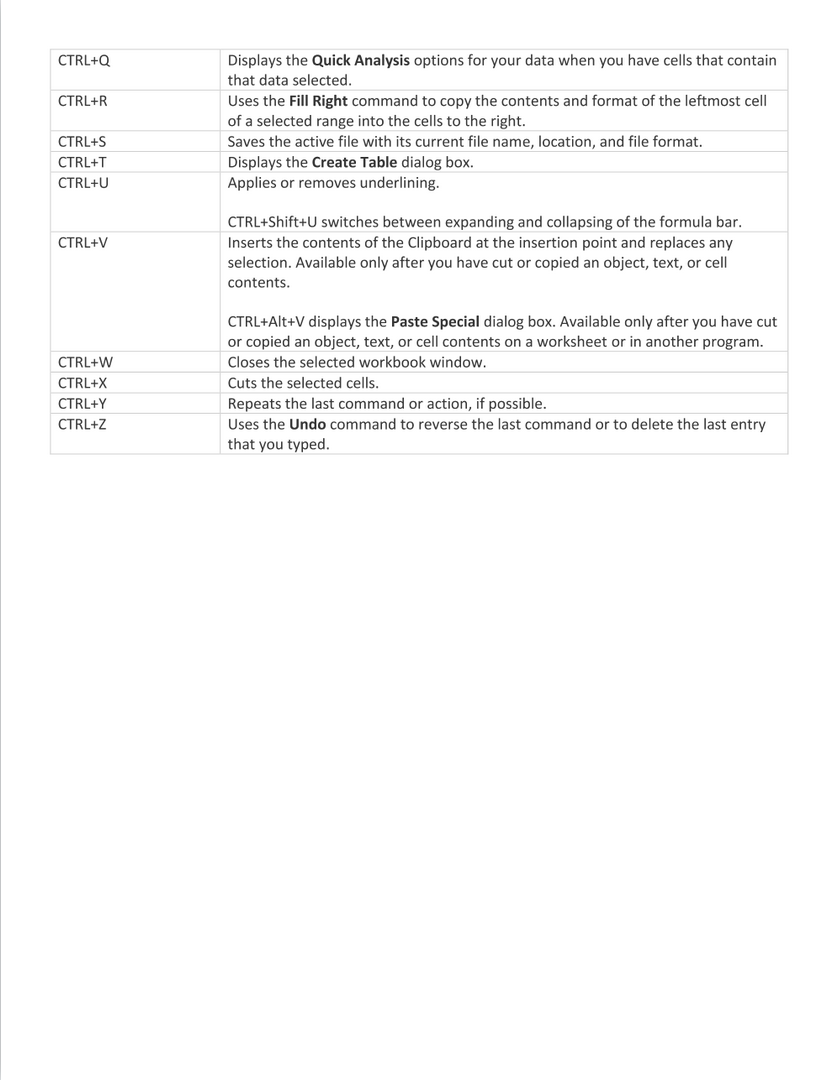 CTRL+Q Displays the Quick Analysis options for your data when you have cells that contain
that data selected.
CTRL+R Uses the Fill Right command to copy the contents and format of the leftmost cell
of a selected range into the cells to the right.
CTRL+S Saves the active file with its current file name, location, and file format.
CTRL+T Displays the Create Table dialog box.
CTRL+U Applies or removes underlining.
CTRL+Shift+U switches between expanding and collapsing of the formula bar.
CTRL+V Inserts the contents of the Clipboard at the insertion point and replaces any
selection. Available only after you have cut or copied an object, text, or cell
contents.
CTRL+Alt+V displays the Paste Special dialog box. Available only after you have cut
or copied an object, text, or cell contents on a worksheet or in another program.
CTRL+W Closes the selected workbook window.
CTRL+X Cuts the selected cells.
CTRL+Y Repeats the last command or action, if possible.
CTRL+Z Uses the Undo command to reverse the last command or to delete the last entry
that you typed.